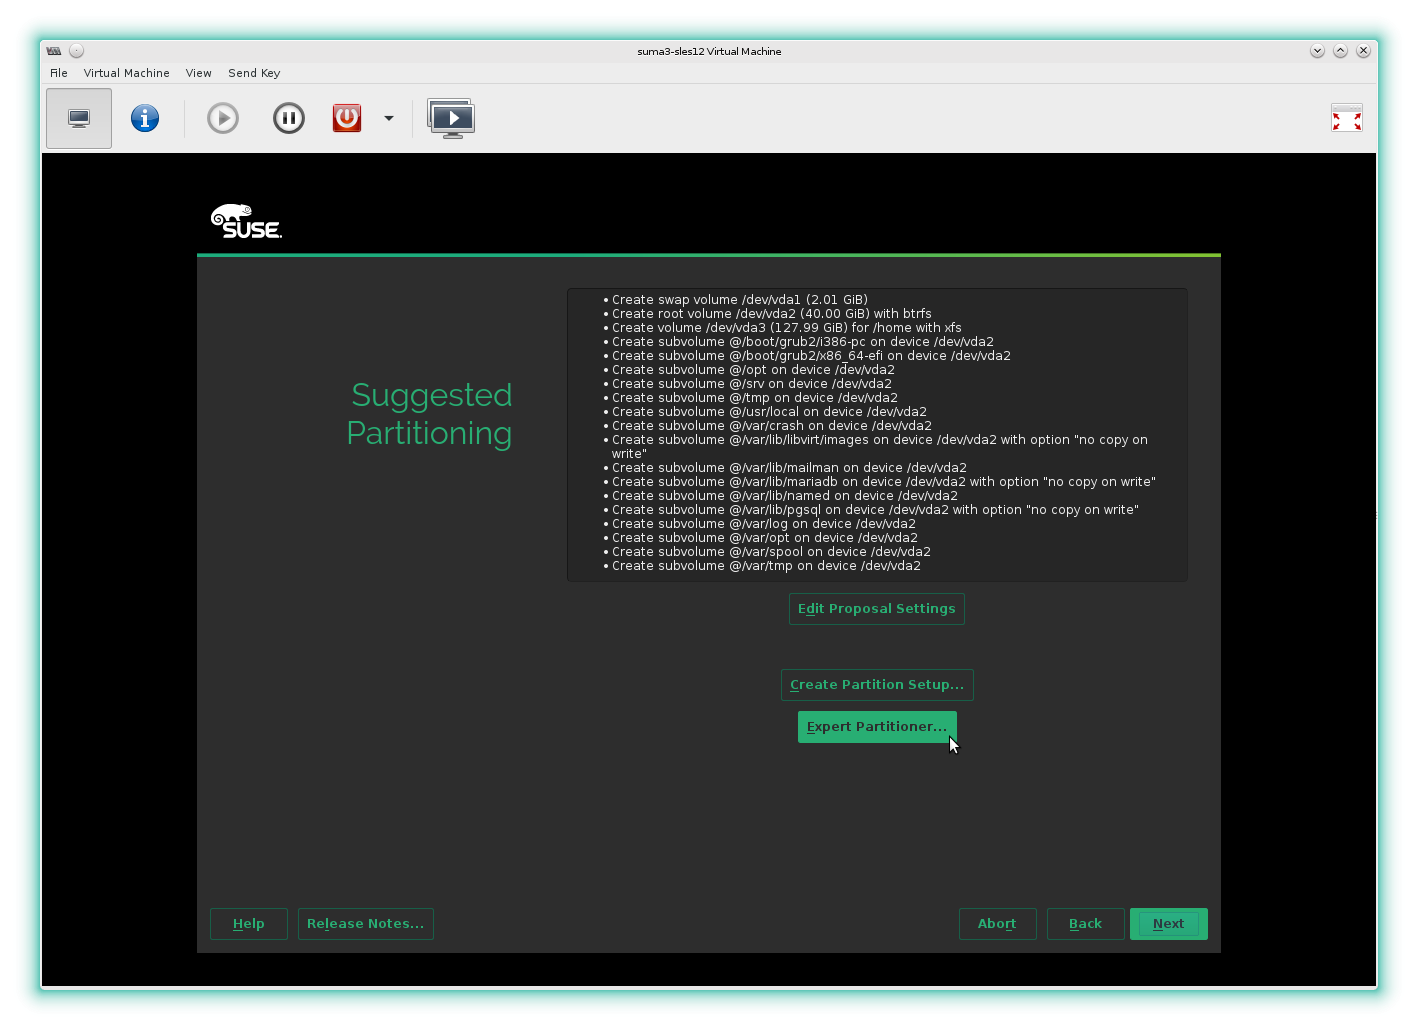 suma3-sles12 Virtual Machine
File Virtual Machine View Send Key
SUSE.
Suggested
Partitioning
• Create swap volume /dev/vda1 (2.01 GiB)
• Create root volume /dev/vda2 (40.00 GiB) with btrfs
• Create volume /dev/vda3 (127.99 GiB) for /home with xfs
• Create subvolume @/boot/grub2/i386-pc on device /dev/vda2
• Create subvolume @/boot/grub2/x86_64-efi on device /dev/vda2
• Create subvolume @/opt on device /dev/vda2
• Create subvolume @/srv on device /dev/vda2
• Create subvolume @/tmp on device /dev/vda2
• Create subvolume @/usr/local on device /dev/vda2
• Create subvolume @/var/crash on device /dev/vda2
• Create subvolume @/var/lib/libvirt/images on device /dev/vda2 with option "no copy on
write"
• Create subvolume @/var/lib/mailman on device /dev/vda2
• Create subvolume @/var/lib/mariadb on device /dev/vda2 with option "no copy on write"
• Create subvolume @/var/lib/named on device /dev/vda2
• Create subvolume @/var/lib/pgsql on device /dev/vda2 with option "no copy on write"
• Create subvolume @/var/log on device /dev/vda2
• Create subvolume @/var/opt on device /dev/vda2
• Create subvolume @/var/spool on device /dev/vda2
• Create subvolume @/var/tmp on device /dev/vda2
Edit Proposal Settings
Create Partition Setup...
Expert Partitioner...
Help Release Notes... Abort Back Next